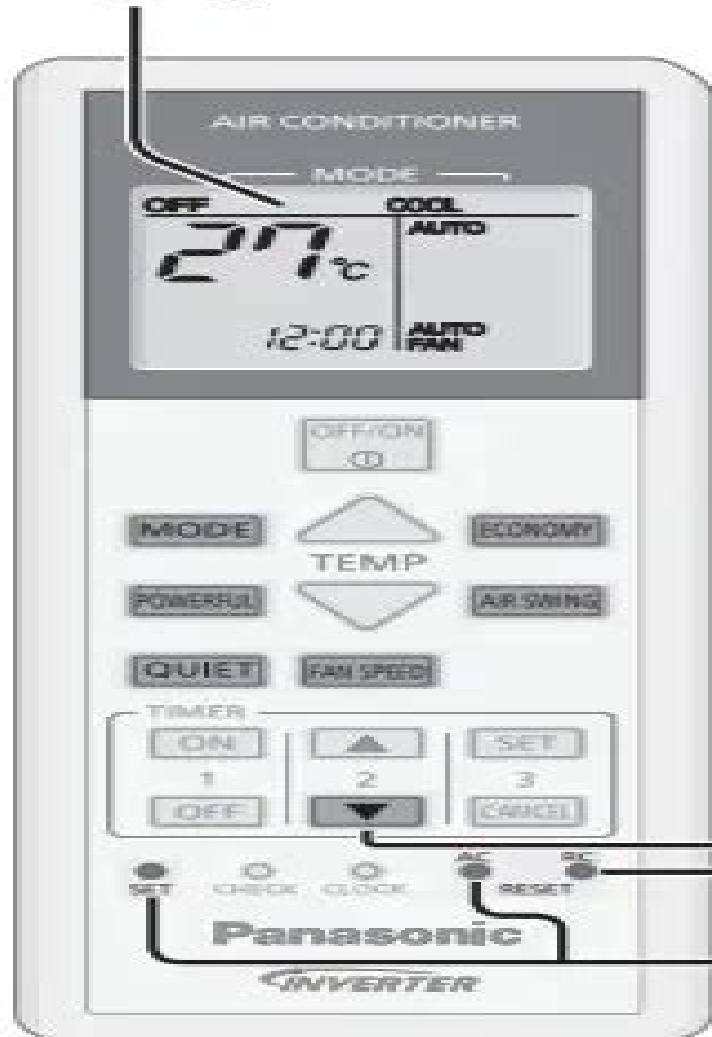 AIR CONDITIONER
MODE
OFF COOL
27°C AUTO
12:00 AUTO
FAN
OFF/ON
MODE ECONOMY
TEMP
POWERFUL AIR SWING
QUIET FAN SPEED
TIMER
ON ▲ SET
1 2 3
OFF ▼ CANCEL
AC RC
SET CHECK CLOCK RESET
Panasonic
INVERTER